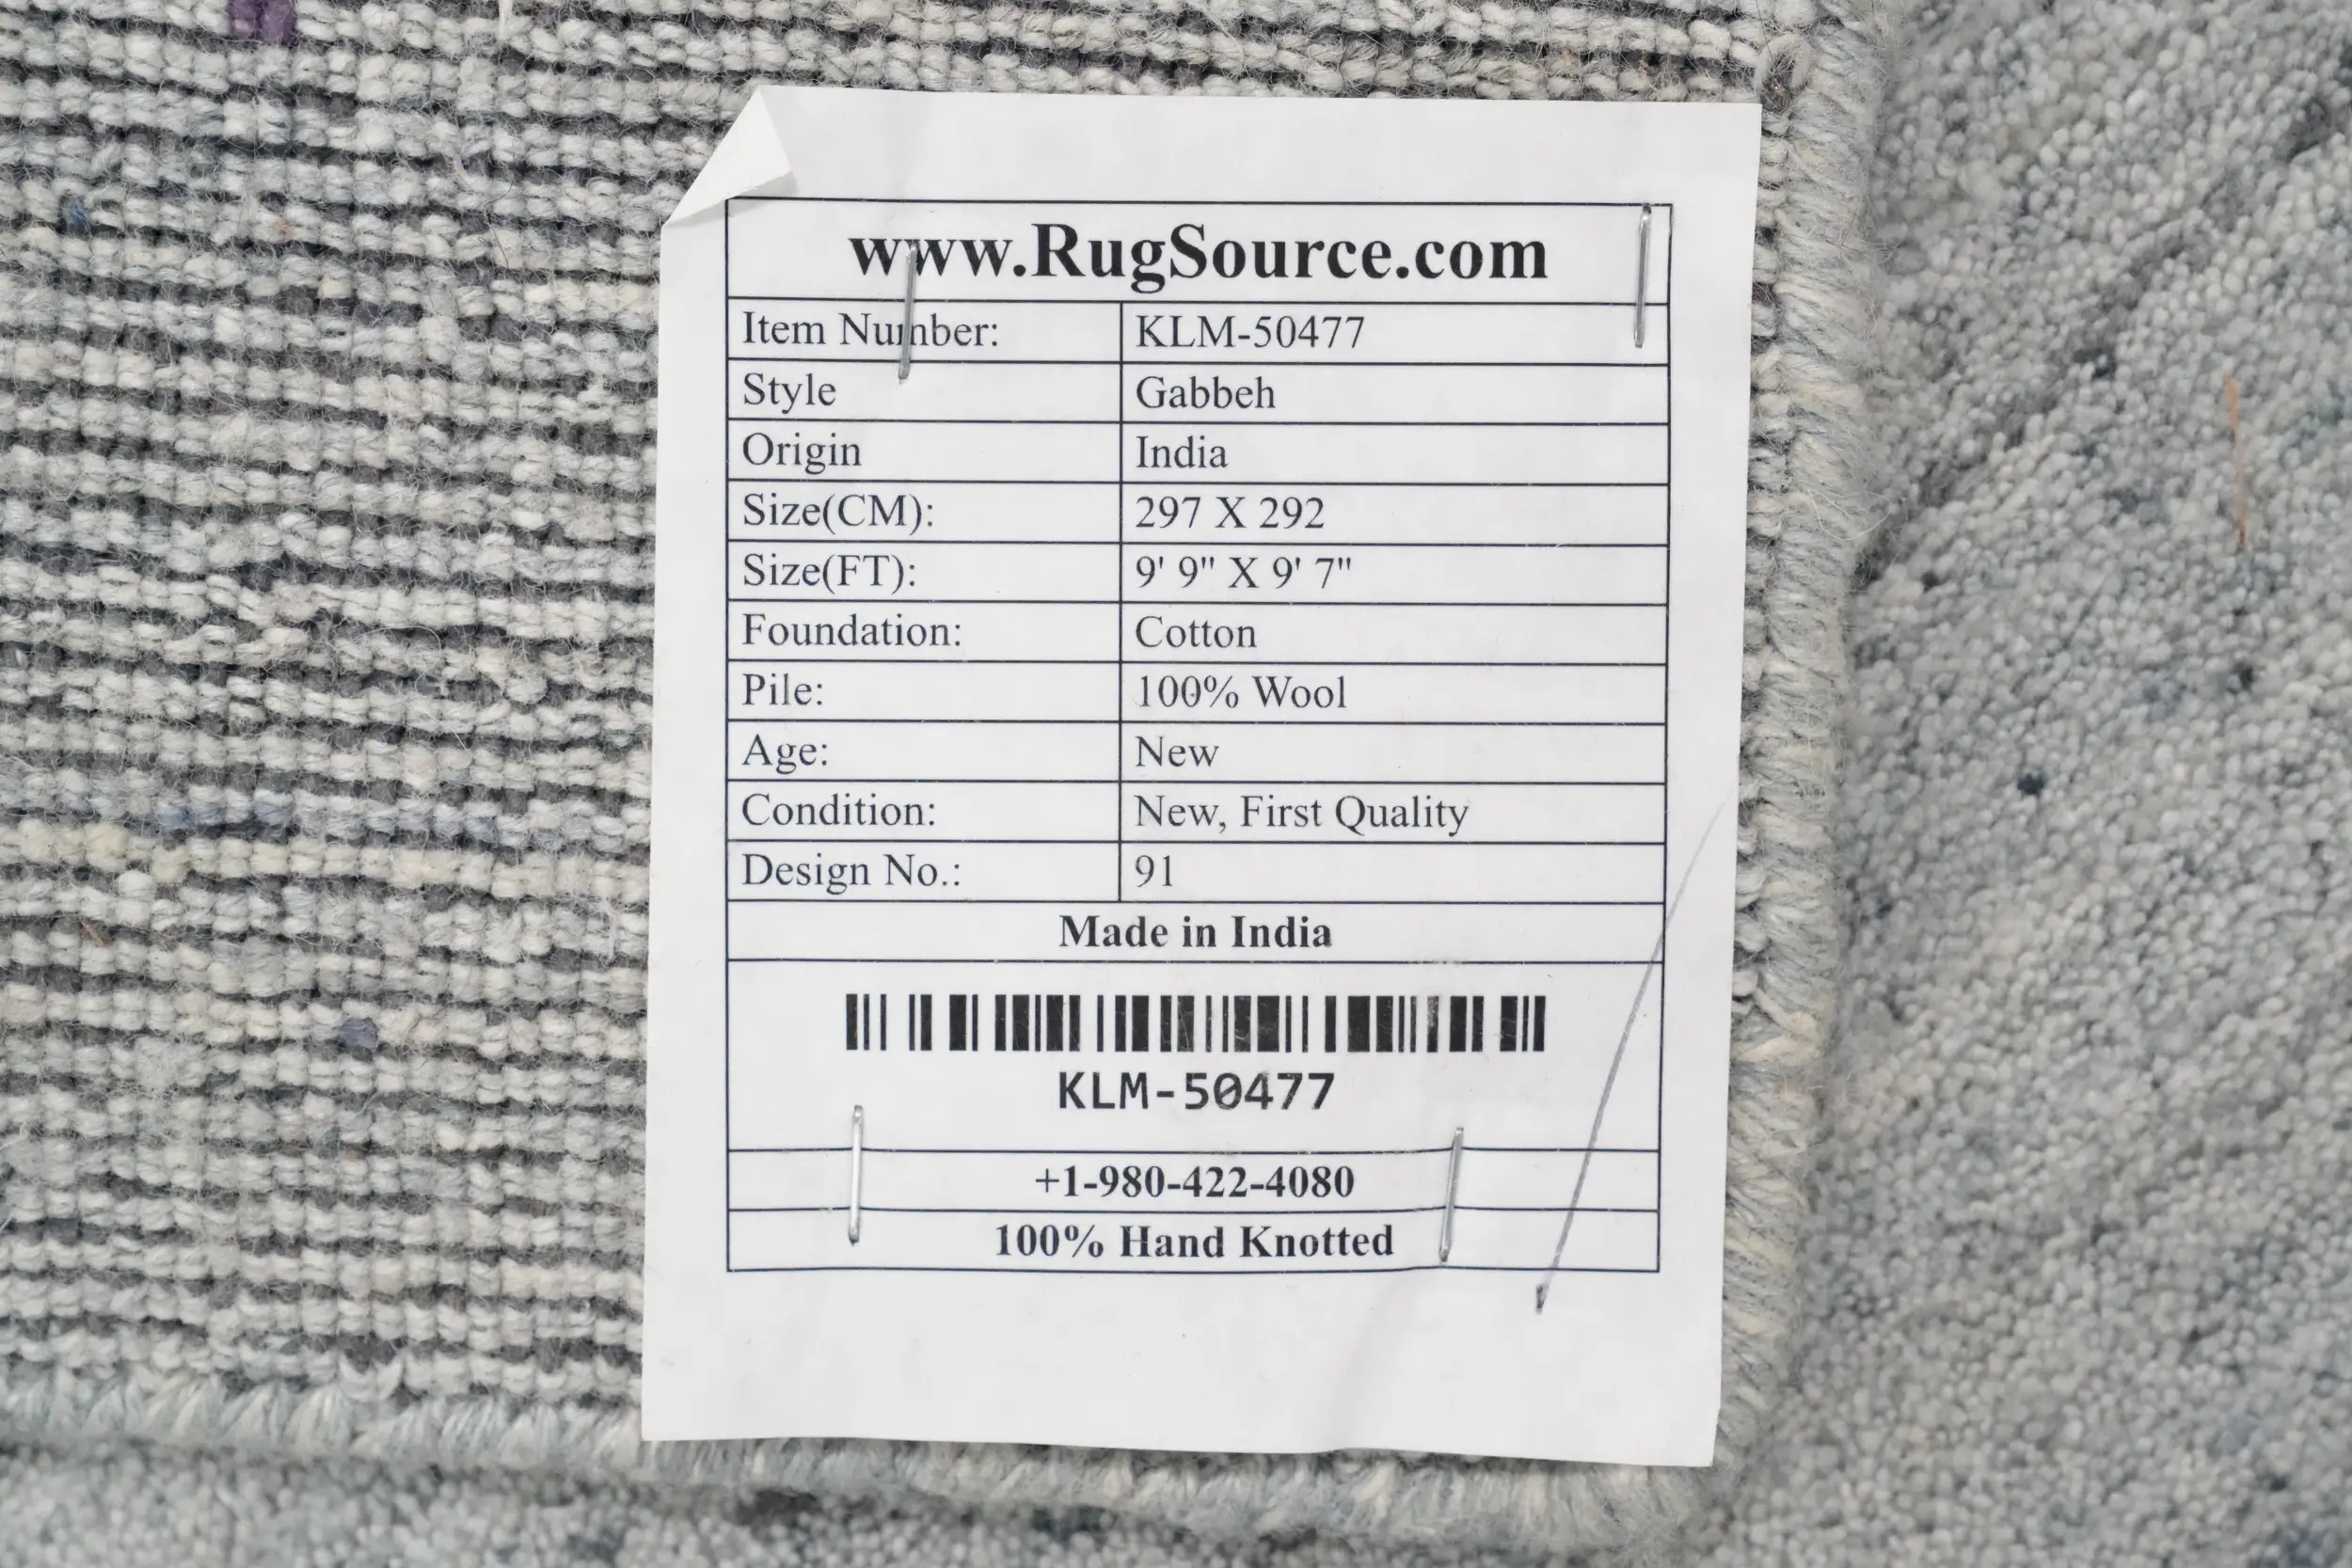 www.RugSource.com
Item Number: KLM-50477
Style Gabbeh
Origin India
Size(CM): 297 X 292
Size(FT): 9' 9" X 9' 7"
Foundation: Cotton
Pile: 100% Wool
Age: New
Condition: New, First Quality
Design No.: 91
Made in India
KLM-50477
+1-980-422-4080
100% Hand Knotted